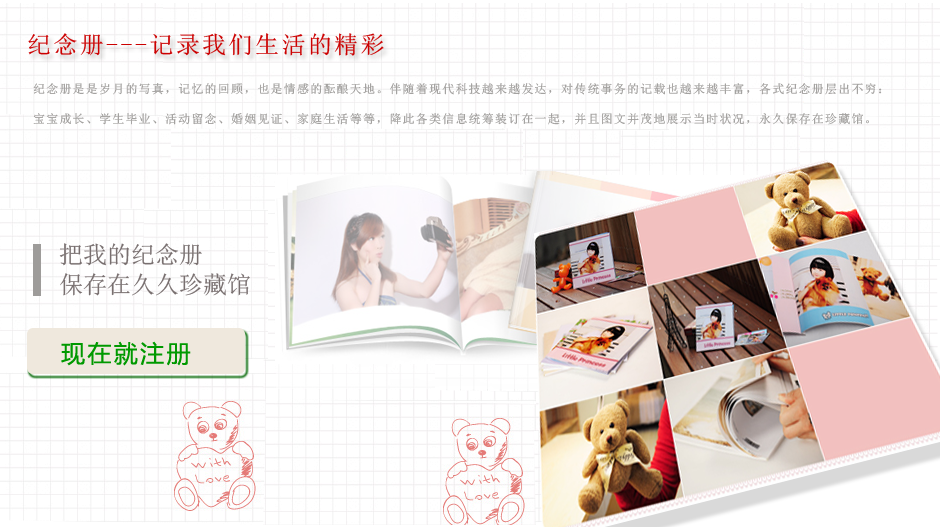 纪念册---记录我们生活的精彩
纪念册是是岁月的写真，记忆的回顾，也是情感的酝酿天地。伴随着现代科技越来越发达，对传统事务的记载也越来越丰富，各式纪念册层出不穷：
宝宝成长、学生毕业、活动留念、婚姻见证、家庭生活等等，降此各类信息统筹装订在一起，并且图文并茂地展示当时状况，永久保存在珍藏馆。
把我的纪念册
保存在久久珍藏馆
现在就注册
Little Princess
Little Princess
Little Princess
With
Love
With
Love